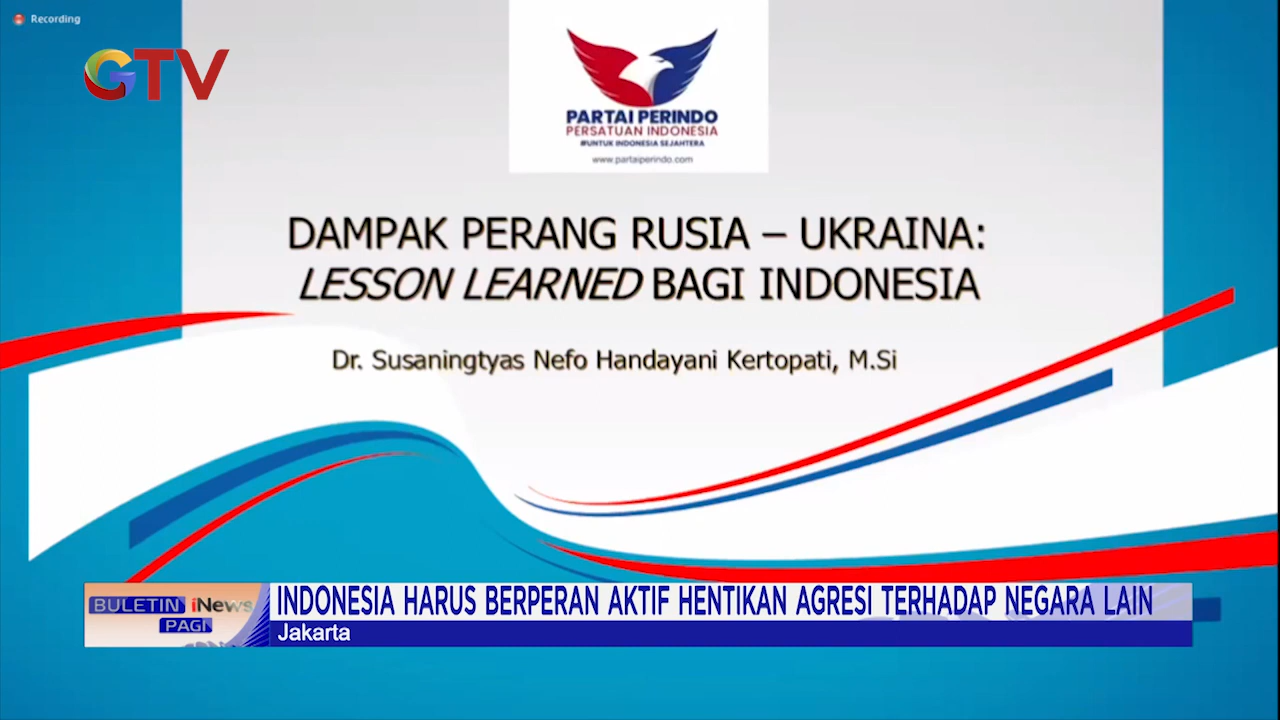 Recording
GTV
PARTAI PERINDO
PERSATUAN INDONESIA
#UNTUK INDONESIA SEJAHTERA
www.partaiperindo.com
DAMPAK PERANG RUSIA – UKRAINA:
LESSON LEARNED BAGI INDONESIA
Dr. Susaningtyas Nefo Handayani Kertopati, M.Si
BULETIN iNews
PAGI
INDONESIA HARUS BERPERAN AKTIF HENTIKAN AGRESI TERHADAP NEGARA LAIN
Jakarta